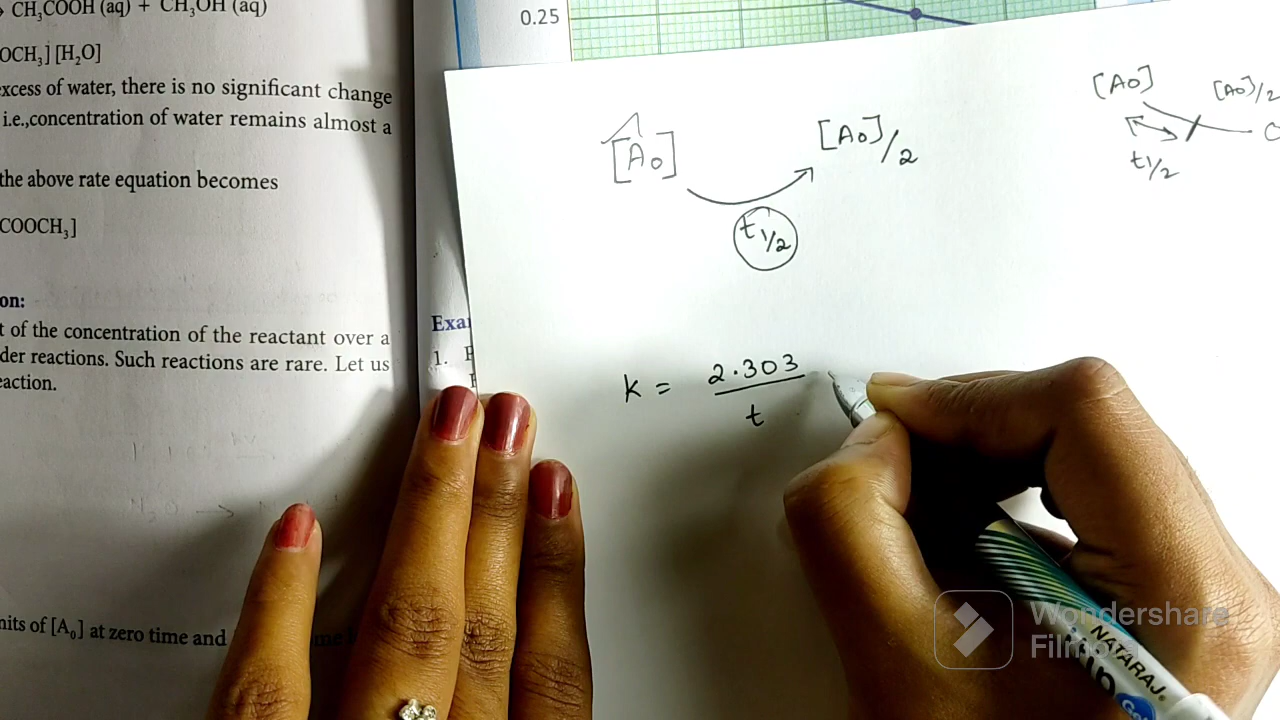 CH₃COOH (aq) + CH₃OH (aq)
OCH₃] [H₂O]
excess of water, there is no significant change
i.e.,concentration of water remains almost a
the above rate equation becomes
COOCH₃]
on:
t of the concentration of the reactant over a
der reactions. Such reactions are rare. Let us
eaction.
nits of [A₀] at zero time and
0.25
Exa
1.
[A₀]
[A₀]/2
t 1/2
[A₀]
[A₀]/2
t 1/2
k = 2.303
t
Wondershare
Filmora
NATARAJ